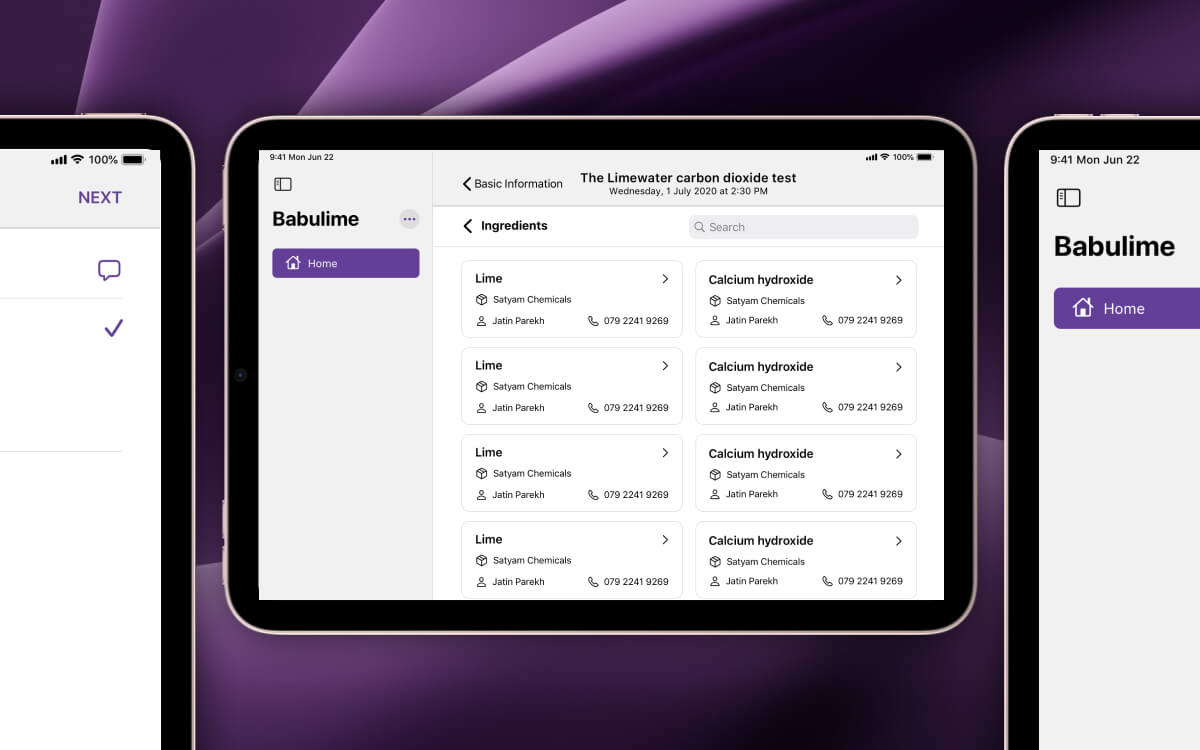 100%
NEXT
9:41 Mon Jun 22
100%
Babulime
Home
Basic Information
The Limewater carbon dioxide test
Wednesday, 1 July 2020 at 2:30 PM
Ingredients
Search
Lime
Satyam Chemicals
Jatin Parekh 079 2241 9269
Calcium hydroxide
Satyam Chemicals
Jatin Parekh 079 2241 9269
Lime
Satyam Chemicals
Jatin Parekh 079 2241 9269
Calcium hydroxide
Satyam Chemicals
Jatin Parekh 079 2241 9269
Lime
Satyam Chemicals
Jatin Parekh 079 2241 9269
Calcium hydroxide
Satyam Chemicals
Jatin Parekh 079 2241 9269
Lime
Satyam Chemicals
Jatin Parekh 079 2241 9269
Calcium hydroxide
Satyam Chemicals
Jatin Parekh 079 2241 9269
9:41 Mon Jun 22
Babulime
Home